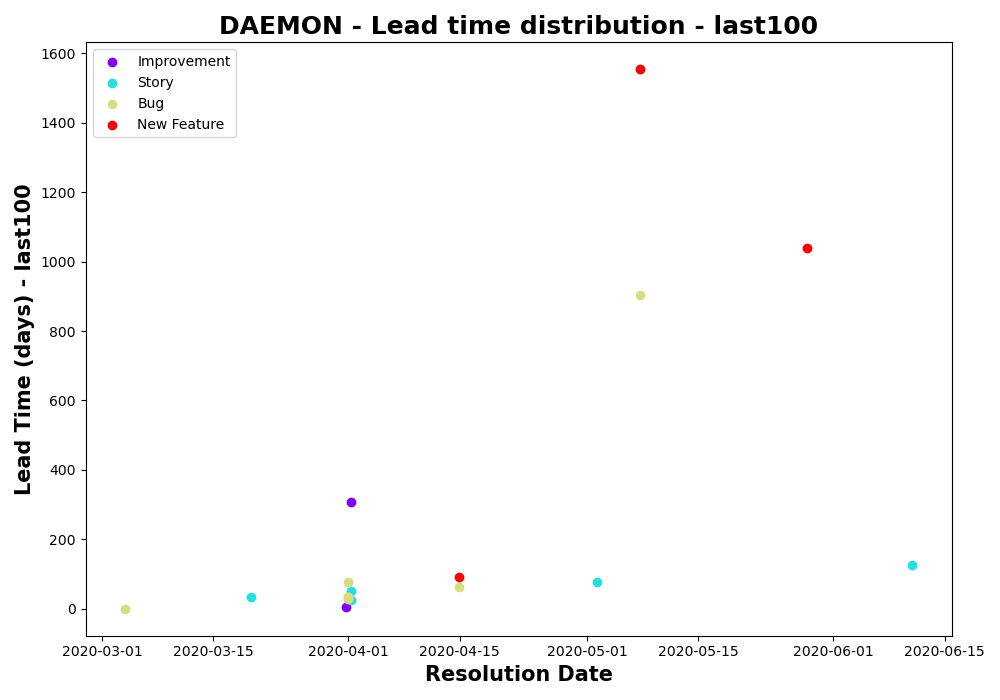 DAEMON - Lead time distribution - last100
Improvement
Story
Bug
New Feature
1600
1400
1200
1000
800
600
400
200
0
Lead Time (days) - last100
2020-03-01 2020-03-15 2020-04-01 2020-04-15 2020-05-01 2020-05-15 2020-06-01 2020-06-15
Resolution Date